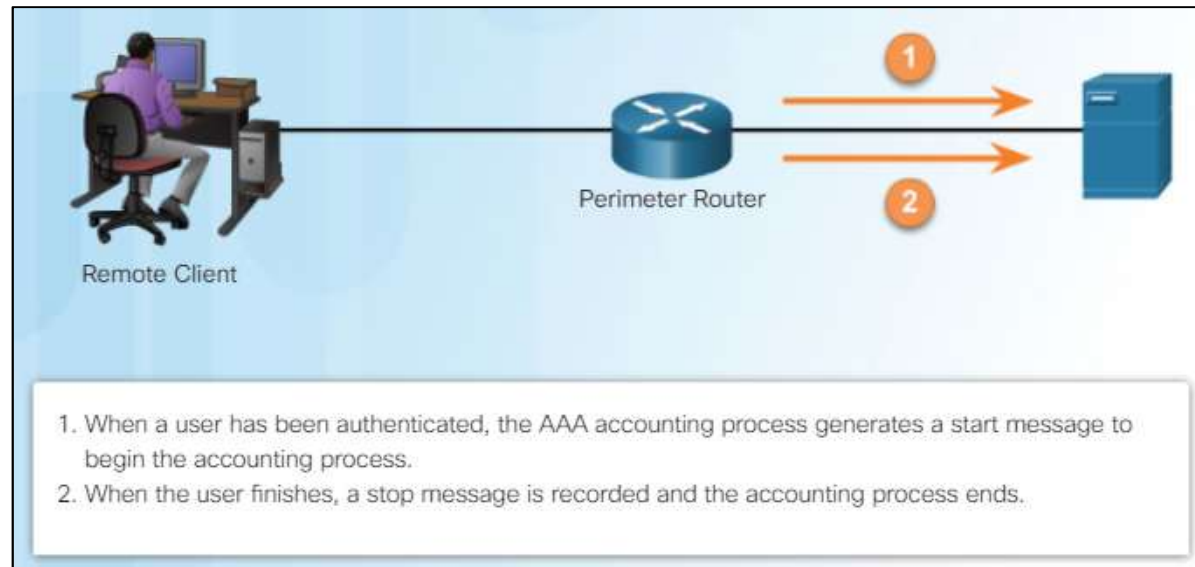 1
Perimeter Router
2
Remote Client
1. When a user has been authenticated, the AAA accounting process generates a start message to
begin the accounting process.
2. When the user finishes, a stop message is recorded and the accounting process ends.